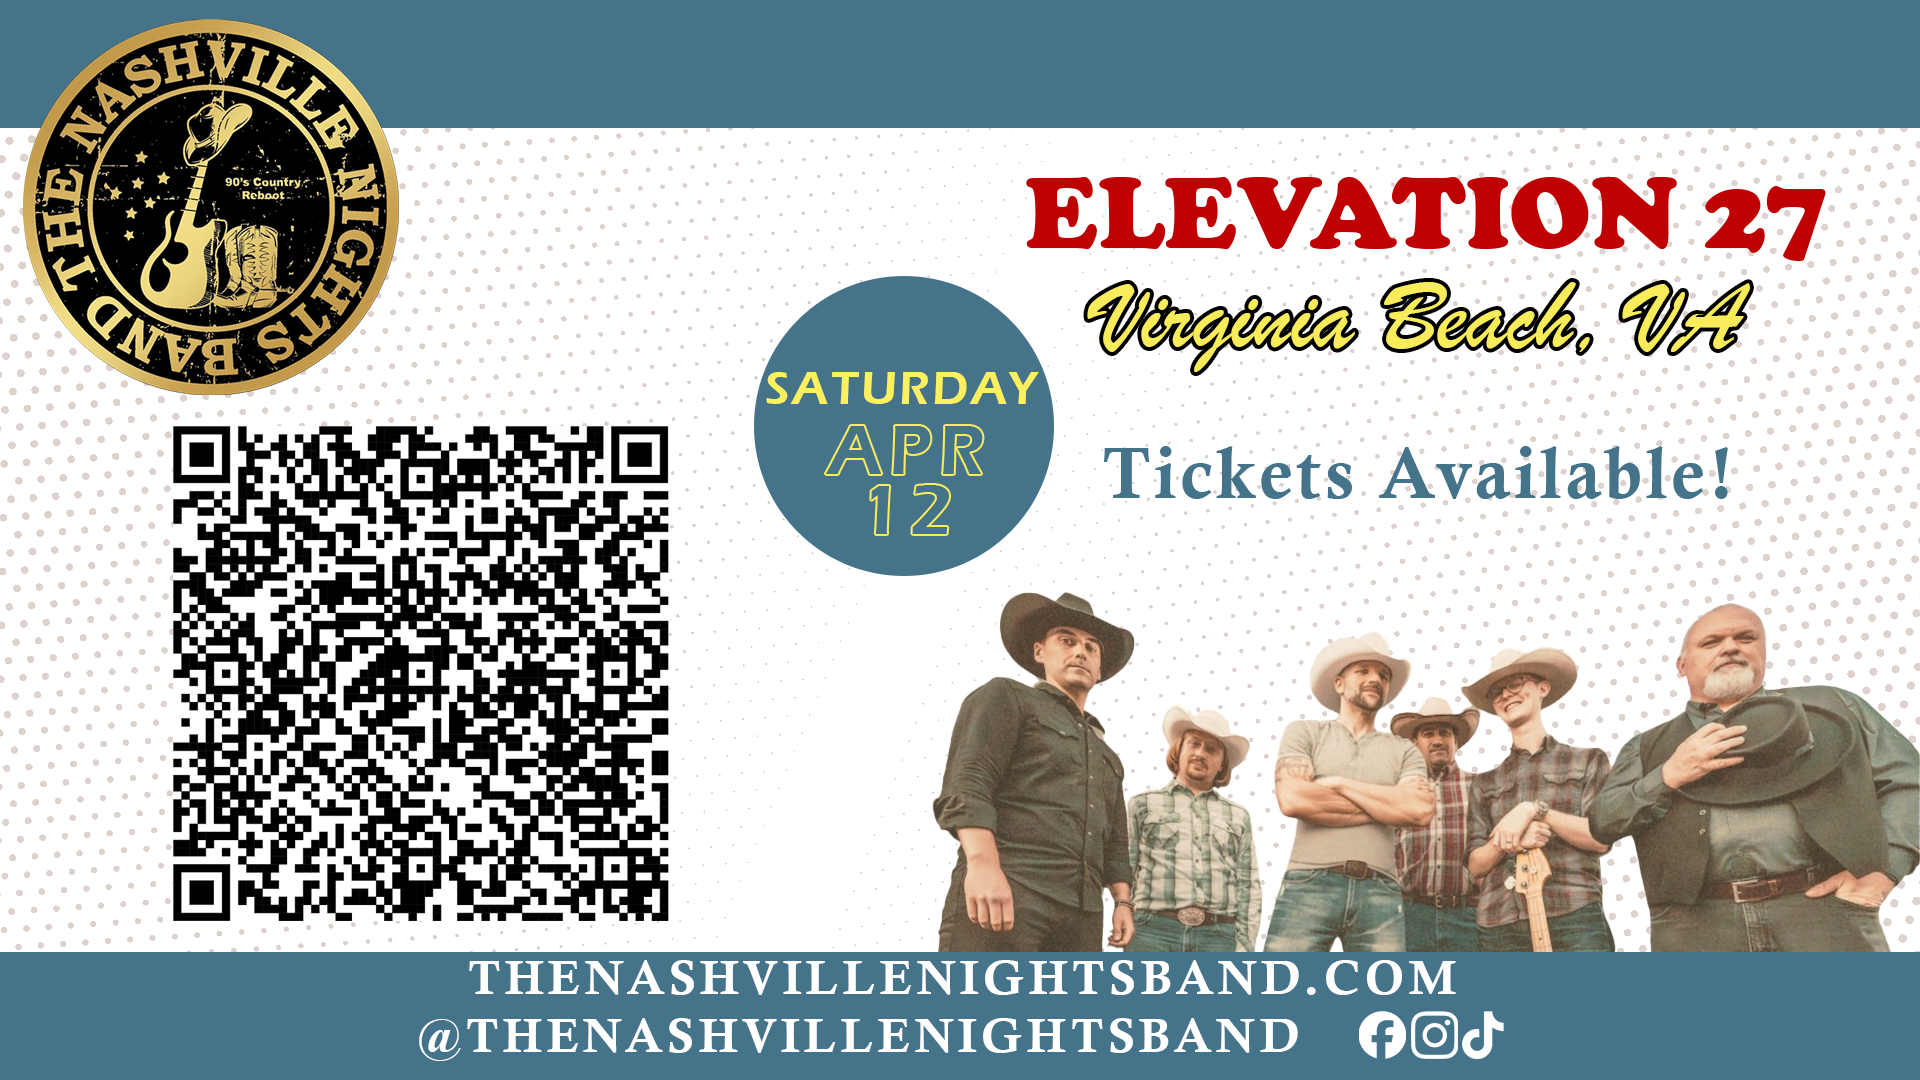 THE NASHVILLE NIGHTS BAND
90's Country
Reboot
ELEVATION 27
Virginia Beach, VA
SATURDAY
APR
12
Tickets Available!
THENASHVILLENIGHTSBAND.COM
@THENASHVILLENIGHTSBAND